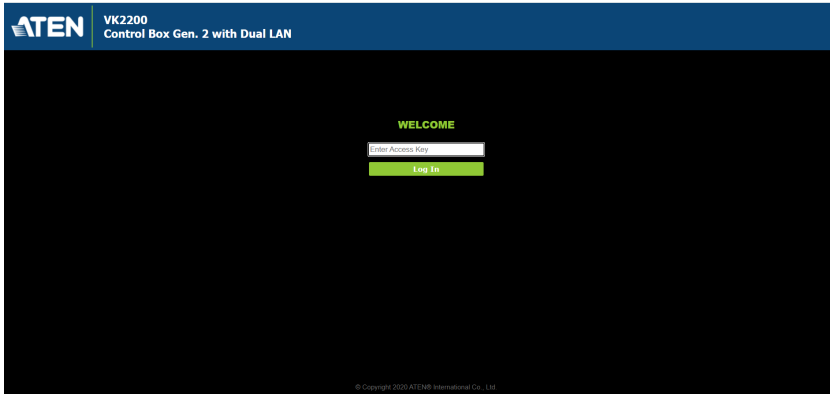 ATEN
VK2200
Control Box Gen. 2 with Dual LAN
WELCOME
Enter Access Key
Log In
© Copyright 2020 ATEN® International Co., Ltd